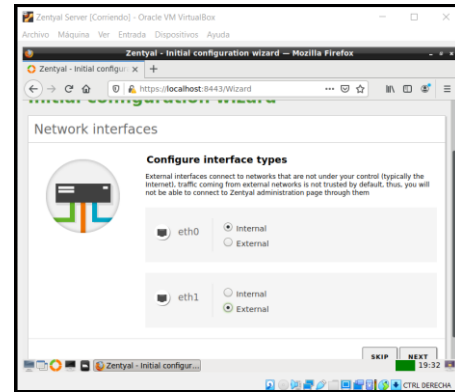 Zentyal Server [Corriendo] - Oracle VM VirtualBox
Archivo Máquina Ver Entrada Dispositivos Ayuda
Zentyal - Initial configuration wizard — Mozilla Firefox
Zentyal - Initial configur
https://localhost:8443/Wizard
Initial configuration wizard
Network interfaces
Configure interface types
External interfaces connect to networks that are not under your control (typically the
Internet), traffic coming from external networks is not trusted by default, thus, you will
not be able to connect to Zentyal administration page through them
eth0
Internal
External
eth1
Internal
External
SKIP NEXT
Zentyal - Initial configur...
19:32
CTRL DERECHA